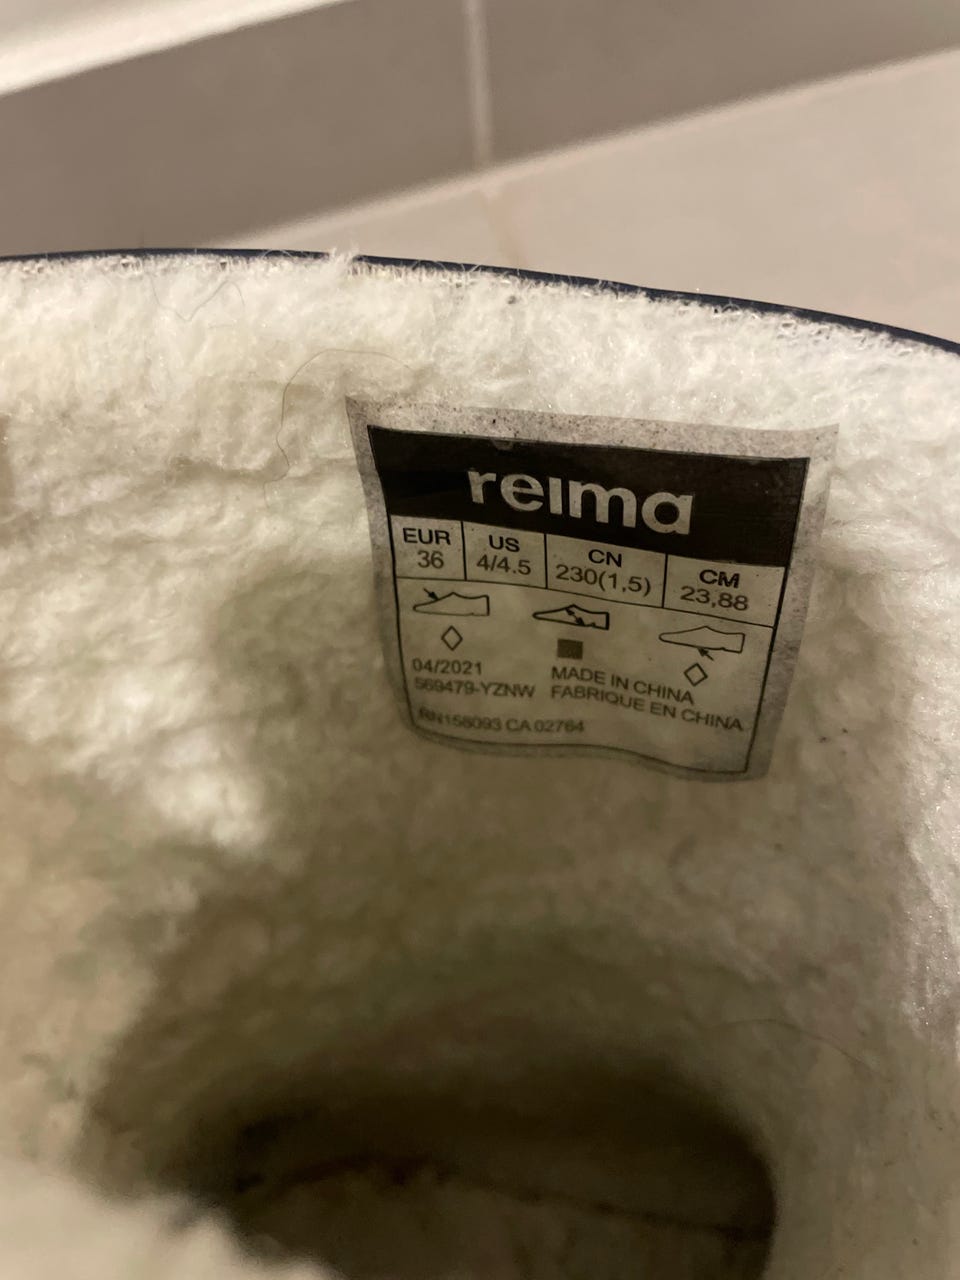 reima
EUR US CN CM
36 4/4.5 230(1,5) 23,88
04/2021
569479-YZNW
MADE IN CHINA
FABRIQUE EN CHINA
RN158093 CA 02764